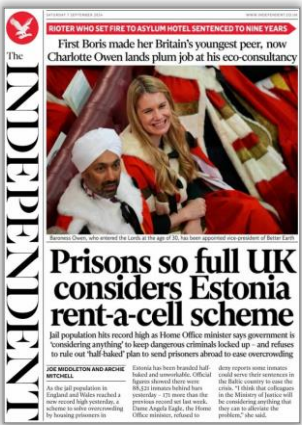 SATURDAY 7 SEPTEMBER 2024
WWW.INDEPENDENT.CO.UK
RIOTER WHO SET FIRE TO ASYLUM HOTEL SENTENCED TO NINE YEARS
The
INDEPENDENT
First Boris made her Britain's youngest peer, now
Charlotte Owen lands plum job at his eco-consultancy
Baroness Owen, who entered the Lords at the age of 30, has been appointed vice-president of Better Earth
Prisons so full UK
considers Estonia
rent-a-cell scheme
Jail population hits record high as Home Office minister says government is
'considering anything' to keep dangerous criminals locked up – and refuses
to rule out 'half-baked' plan to send prisoners abroad to ease overcrowding
JOE MIDDLETON AND ARCHIE
MITCHELL
As the jail population in
England and Wales reached a
new record high yesterday, a
scheme to solve overcrowding
by housing prisoners in
Estonia has been branded half-
baked and unworkable. Official
figures showed there were
88,521 inmates behind bars
yesterday – 171 more than the
previous record set last week.
Dame Angela Eagle, the Home
Office minister, refused to
deny reports some inmates
could serve their sentences in
the Baltic country to ease the
crisis. "I think that colleagues
in the Ministry of Justice will
be considering anything that
they can to alleviate the
problem," she said.